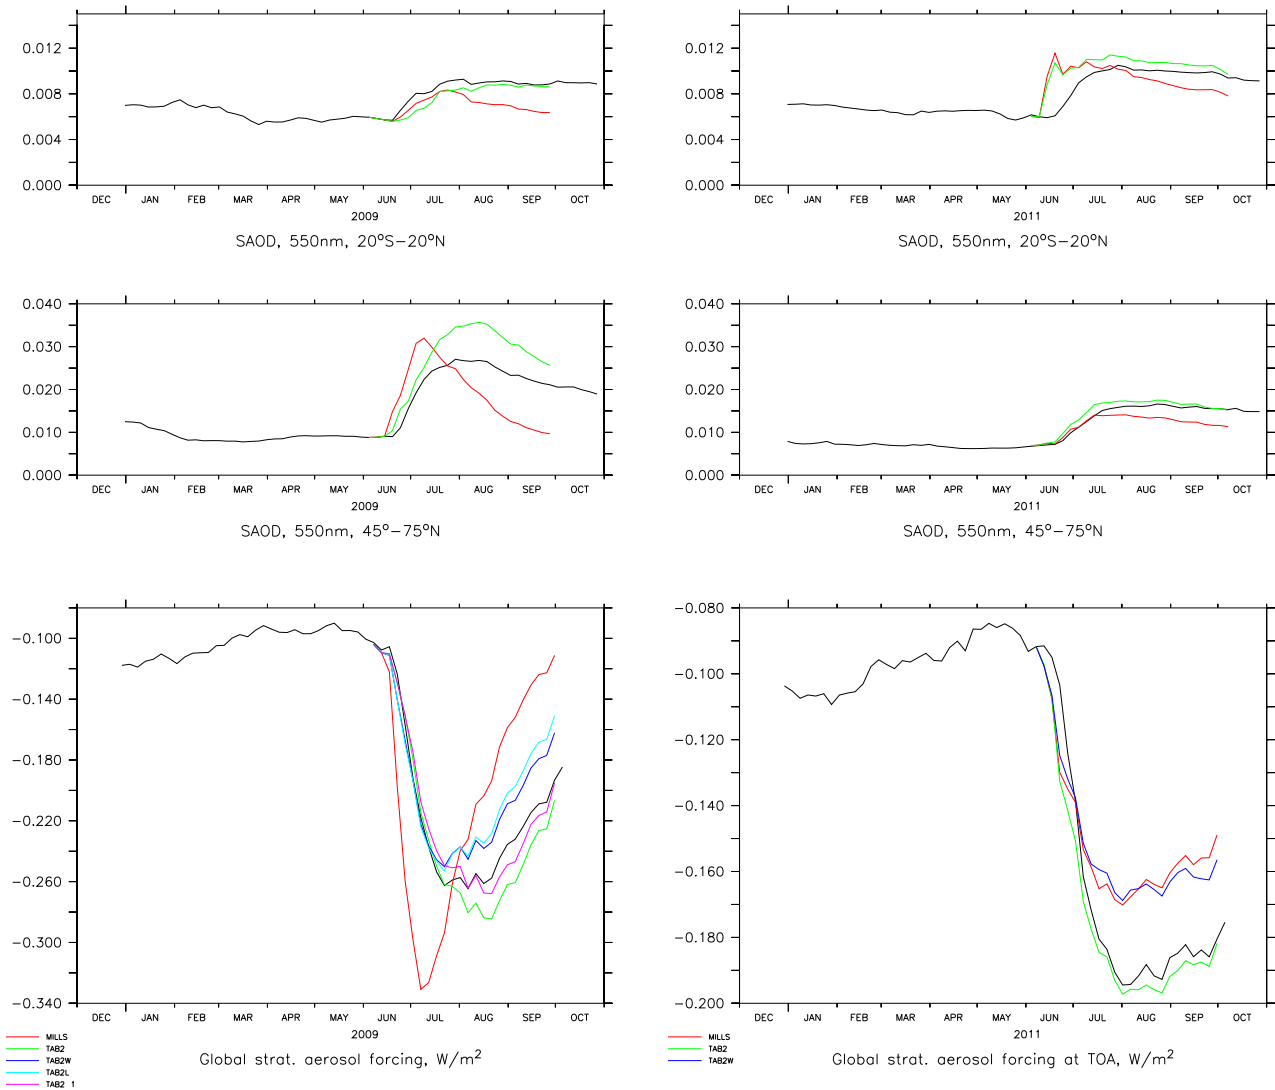 0.012
0.008
0.004
0.000
DEC JAN FEB MAR APR MAY JUN JUL AUG SEP OCT
2009
SAOD, 550nm, 20°S−20°N
0.012
0.008
0.004
0.000
DEC JAN FEB MAR APR MAY JUN JUL AUG SEP OCT
2011
SAOD, 550nm, 20°S−20°N
0.040
0.030
0.020
0.010
0.000
DEC JAN FEB MAR APR MAY JUN JUL AUG SEP OCT
2009
SAOD, 550nm, 45°−75°N
0.040
0.030
0.020
0.010
0.000
DEC JAN FEB MAR APR MAY JUN JUL AUG SEP OCT
2011
SAOD, 550nm, 45°−75°N
−0.100
−0.140
−0.180
−0.220
−0.260
−0.300
−0.340
DEC JAN FEB MAR APR MAY JUN JUL AUG SEP OCT
2009
Global strat. aerosol forcing, W/m²
MILLS
TAB2
TAB2W
TAB2L
TAB2 1
−0.080
−0.100
−0.120
−0.140
−0.160
−0.180
−0.200
DEC JAN FEB MAR APR MAY JUN JUL AUG SEP OCT
2011
Global strat. aerosol forcing at TOA, W/m²
MILLS
TAB2
TAB2W